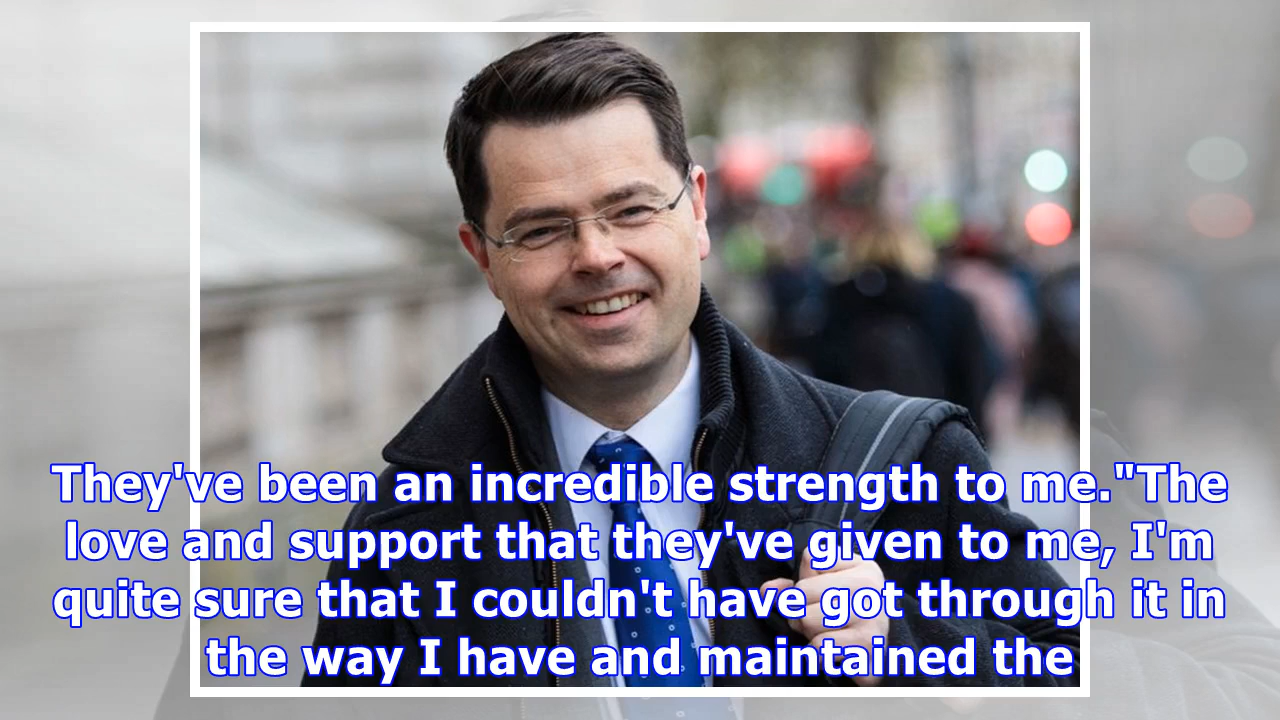 They've been an incredible strength to me."The
love and support that they've given to me, I'm
quite sure that I couldn't have got through it in
the way I have and maintained the